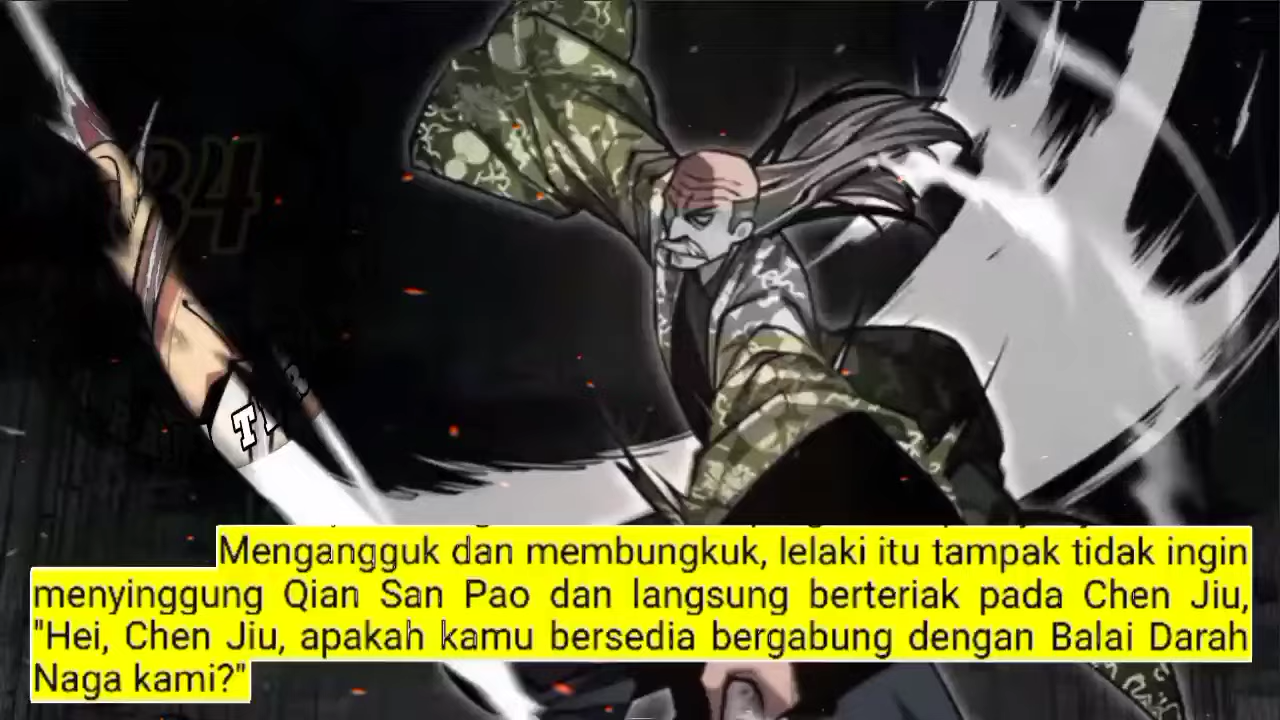 84
Mengangguk dan membungkuk, lelaki itu tampak tidak ingin
menyinggung Qian San Pao dan langsung berteriak pada Chen Jiu,
"Hei, Chen Jiu, apakah kamu bersedia bergabung dengan Balai Darah
Naga kami?"